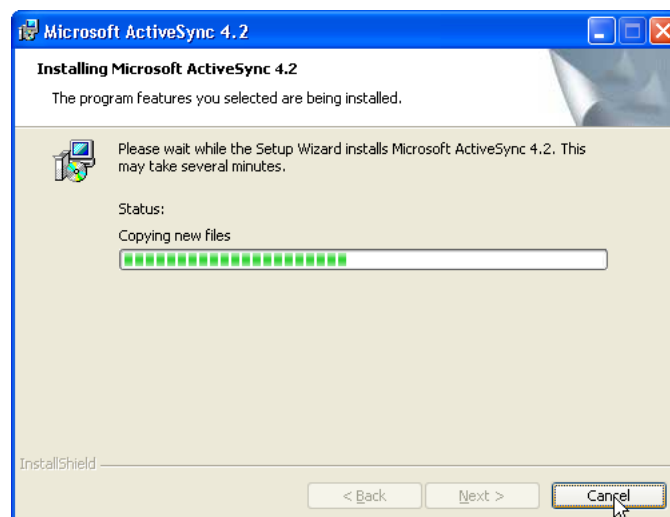 Microsoft ActiveSync 4.2
Installing Microsoft ActiveSync 4.2
The program features you selected are being installed.
Please wait while the Setup Wizard installs Microsoft ActiveSync 4.2. This
may take several minutes.
Status:
Copying new files
InstallShield
< Back
Next >
Cancel